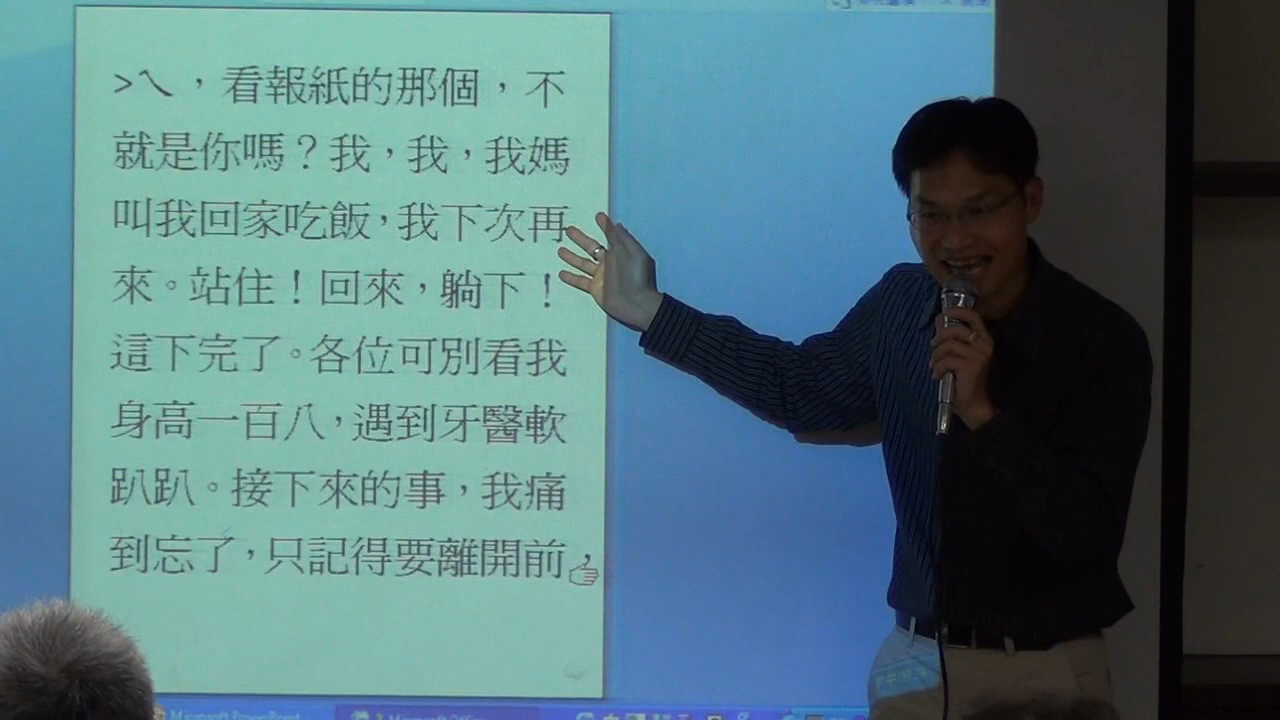 >ㄟ，看報紙的那個，不
就是你嗎？我，我，我媽
叫我回家吃飯，我下次再
來。站住！回來，躺下！
這下完了。各位可別看我
身高一百八，遇到牙醫軟
趴趴。接下來的事，我痛
到忘了，只記得要離開前，
Microsoft PowerPoint